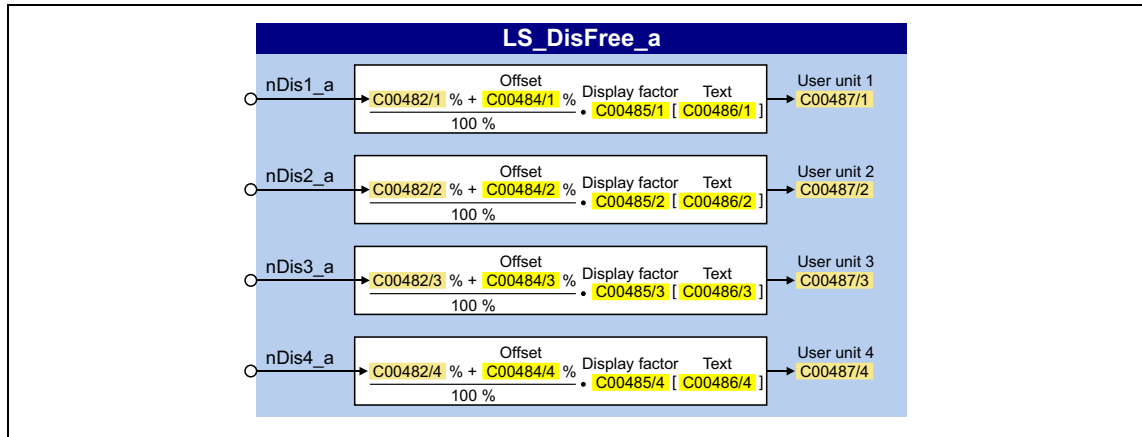 LS_DisFree_a
nDis1_a
Offset
C00482/1 % + C00484/1 %
100 %
Display factor Text
• C00485/1 [ C00486/1 ]
User unit 1
C00487/1
nDis2_a
Offset
C00482/2 % + C00484/2 %
100 %
Display factor Text
• C00485/2 [ C00486/2 ]
User unit 2
C00487/2
nDis3_a
Offset
C00482/3 % + C00484/3 %
100 %
Display factor Text
• C00485/3 [ C00486/3 ]
User unit 3
C00487/3
nDis4_a
Offset
C00482/4 % + C00484/4 %
100 %
Display factor Text
• C00485/4 [ C00486/4 ]
User unit 4
C00487/4